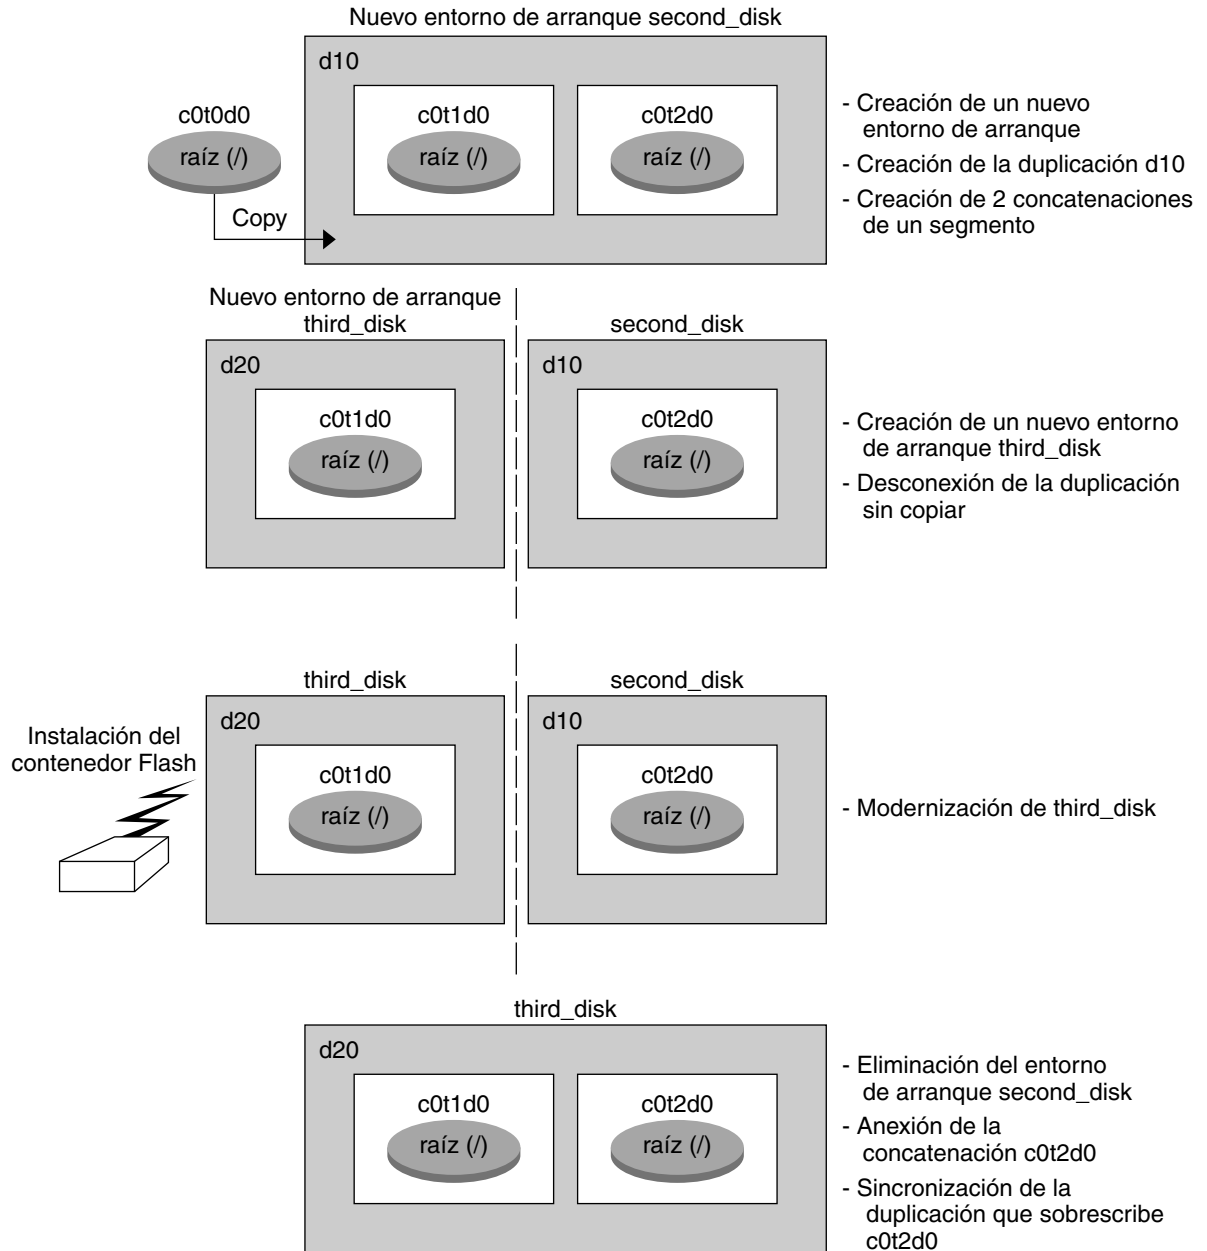 Nuevo entorno de arranque second_disk
d10
c0t0d0
raíz (/)
Copy
c0t1d0
raíz (/)
c0t2d0
raíz (/)
- Creación de un nuevo
entorno de arranque
- Creación de la duplicación d10
- Creación de 2 concatenaciones
de un segmento
Nuevo entorno de arranque
third_disk
d20
c0t1d0
raíz (/)
second_disk
d10
c0t2d0
raíz (/)
- Creación de un nuevo entorno
de arranque third_disk
- Desconexión de la duplicación
sin copiar
Instalación del
contenedor Flash
third_disk
d20
c0t1d0
raíz (/)
second_disk
d10
c0t2d0
raíz (/)
- Modernización de third_disk
third_disk
d20
c0t1d0
raíz (/)
c0t2d0
raíz (/)
- Eliminación del entorno
de arranque second_disk
- Anexión de la
concatenación c0t2d0
- Sincronización de la
duplicación que sobrescribe
c0t2d0